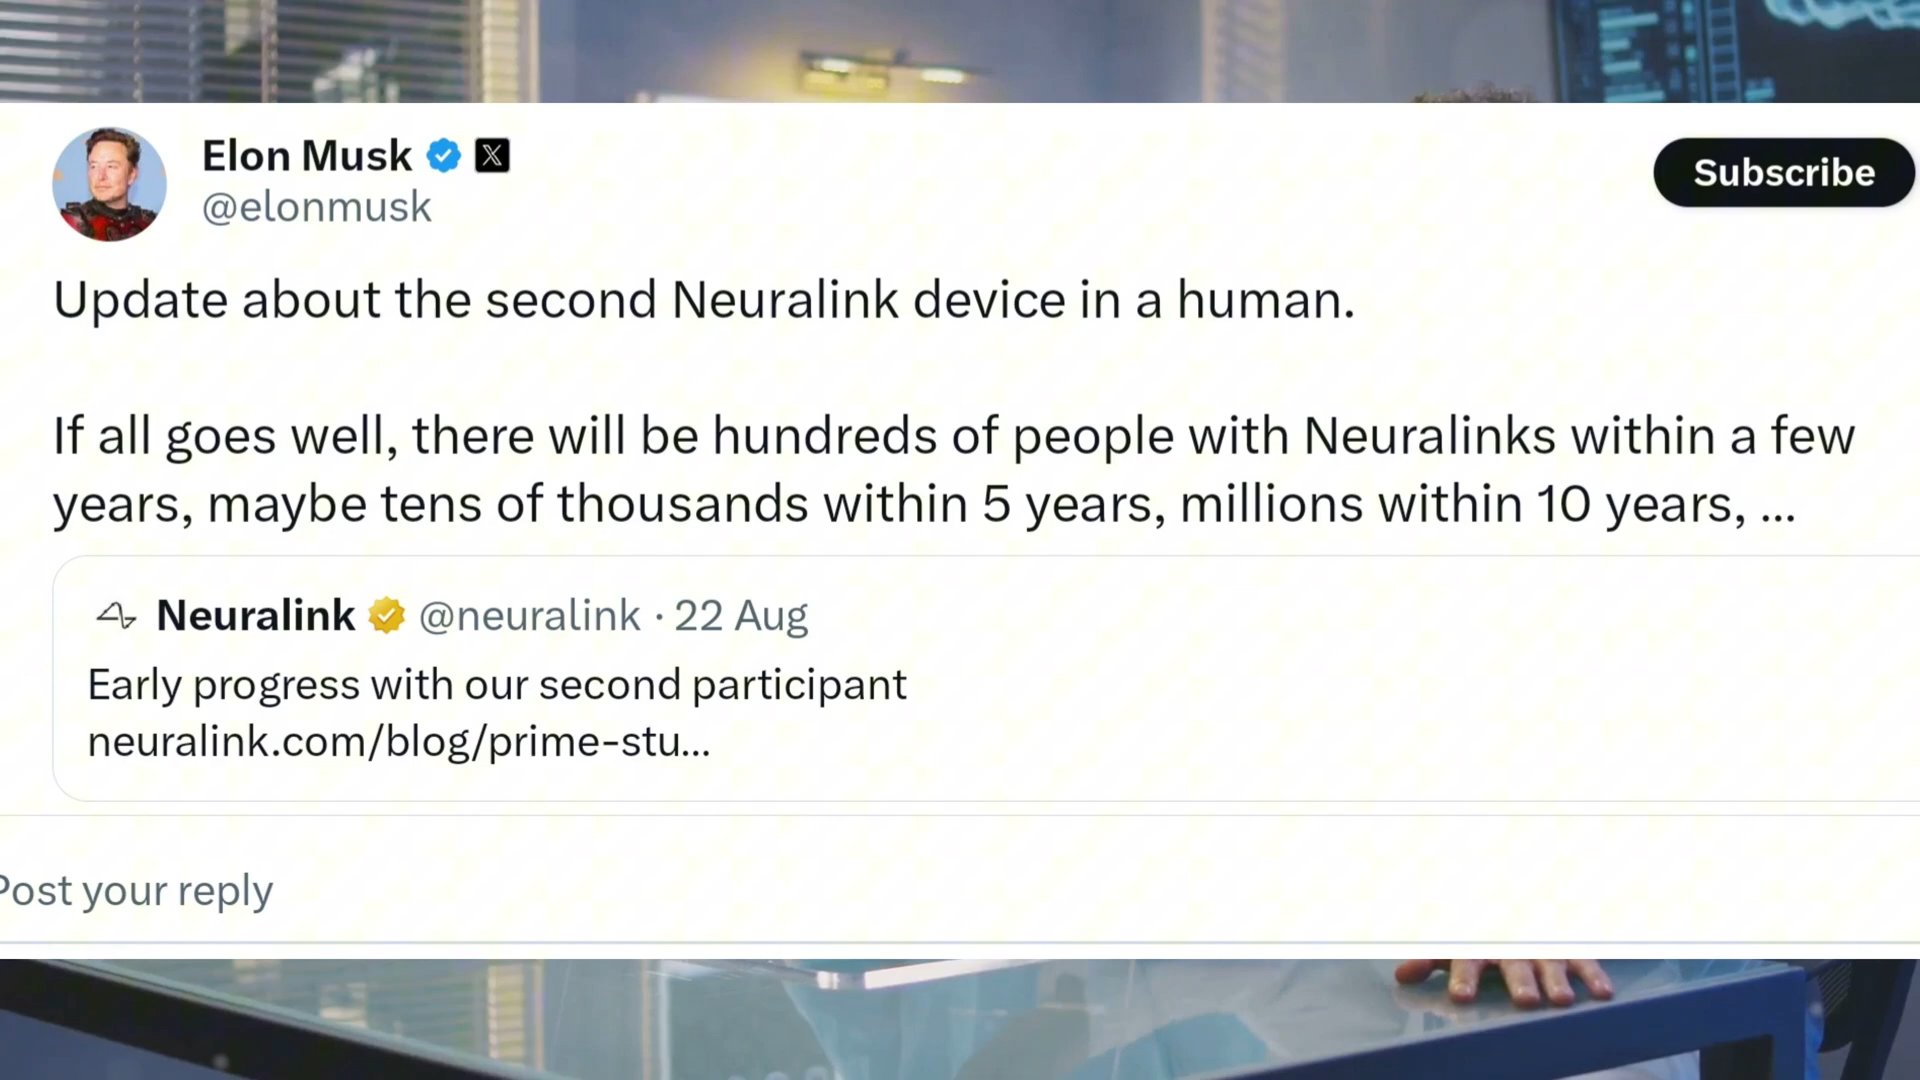 Elon Musk
@elonmusk
Subscribe
Update about the second Neuralink device in a human.
If all goes well, there will be hundreds of people with Neuralinks within a few
years, maybe tens of thousands within 5 years, millions within 10 years, ...
Neuralink @neuralink · 22 Aug
Early progress with our second participant
neuralink.com/blog/prime-stu...
Post your reply